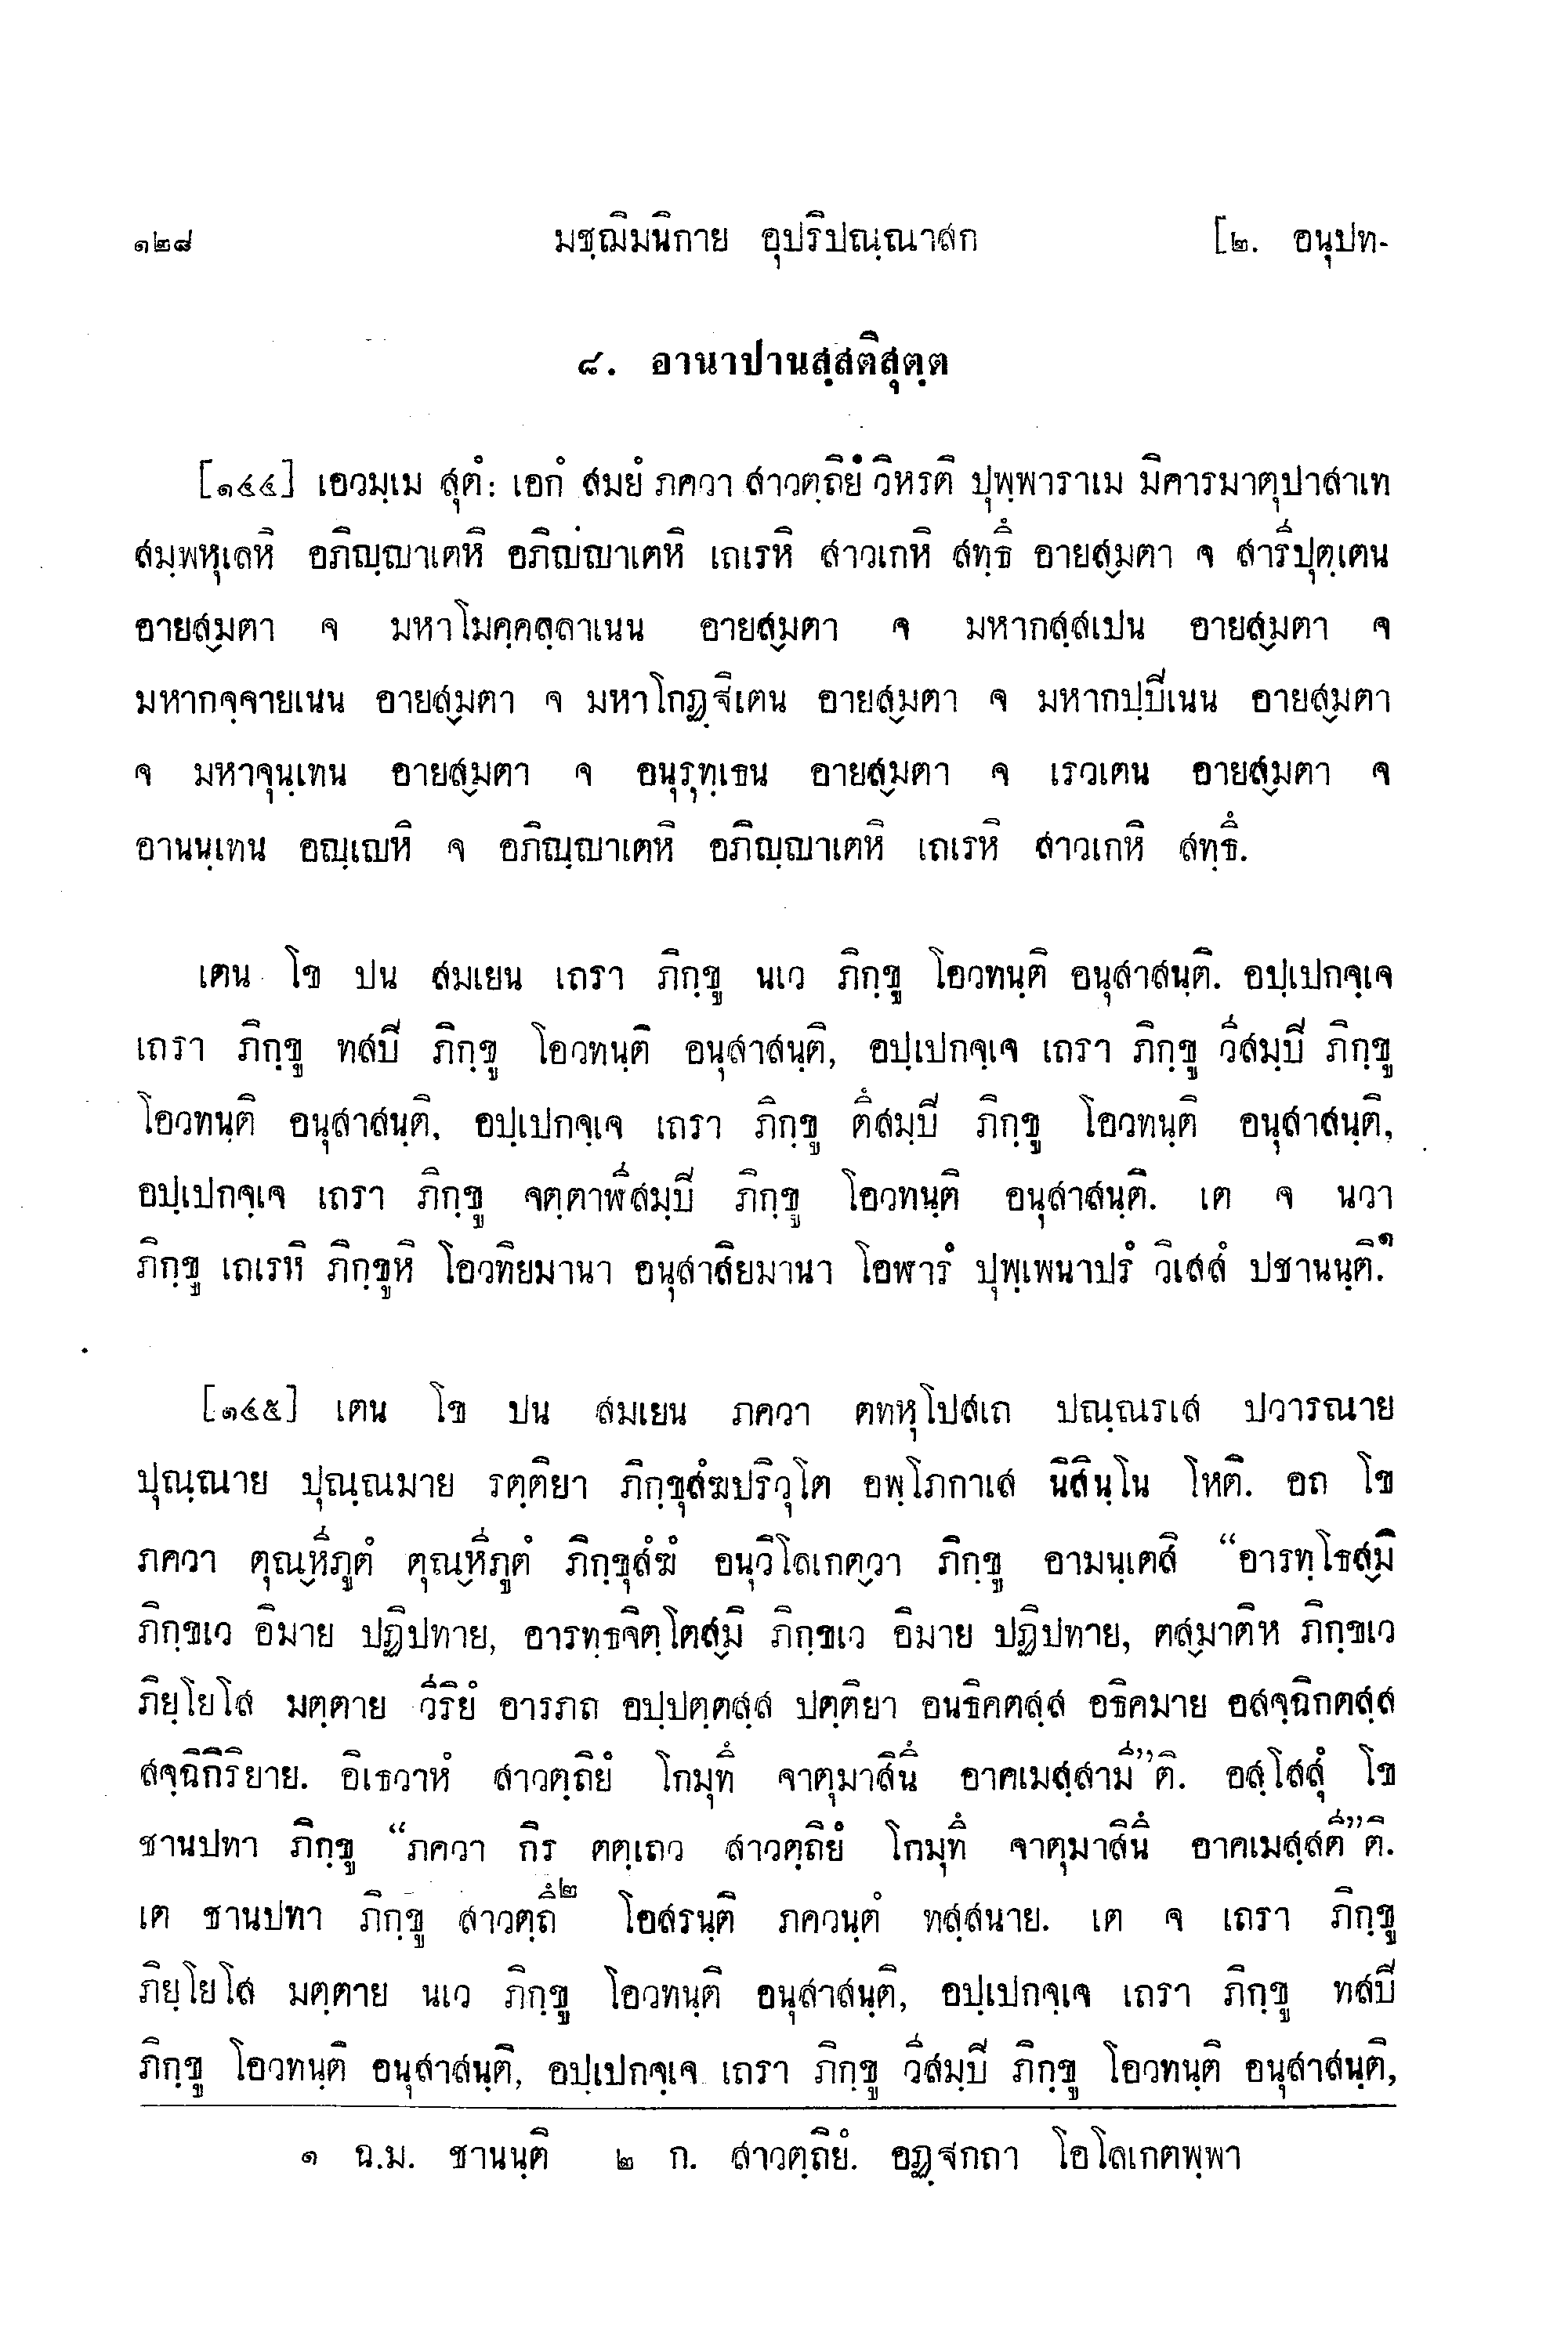 ๑๒๘ มชฺฌิมนิกาย อุปริปณฺณาสก [๒. อนุปท-
๘. อานาปานสฺสติสุตฺต
[๑๔๔] เอวมฺเม สุตํ: เอกํ สมยํ ภควา สาวตฺถิยํ วิหรติ ปุพฺพาราเม มิคารมาตุปาสาเท
สมฺพหุเลหิ อภิญฺญาเตหิ อภิญฺญาเตหิ เถเรหิ สาวเกหิ สทฺธึ อายสฺมตา จ สาริปุตฺเตน
อายสฺมตา จ มหาโมคฺคลฺลาเนน อายสฺมตา จ มหากสฺสเปน อายสฺมตา จ
มหากจฺจายเนน อายสฺมตา จ มหาโกฏฺฐิเตน อายสฺมตา จ มหากปฺปิเนน อายสฺมตา
จ มหาจุนฺเทน อายสฺมตา จ อนุรุทฺเธน อายสฺมตา จ เรวเตน อายสฺมตา จ
อานนฺเทน อญฺเญหิ จ อภิญฺญาเตหิ อภิญฺญาเตหิ เถเรหิ สาวเกหิ สทฺธึ.
เตน โข ปน สมเยน เถรา ภิกฺขู นเว ภิกฺขู โอวทนฺติ อนุสาสนฺติ. อปฺเปกจฺเจ
เถรา ภิกฺขู ทสปิ ภิกฺขู โอวทนฺติ อนุสาสนฺติ, อปฺเปกจฺเจ เถรา ภิกฺขู วีสมฺปิ ภิกฺขู
โอวทนฺติ อนุสาสนฺติ, อปฺเปกจฺเจ เถรา ภิกฺขู ตึสมฺปิ ภิกฺขู โอวทนฺติ อนุสาสนฺติ,
อปฺเปกจฺเจ เถรา ภิกฺขู จตฺตาฬีสมฺปิ ภิกฺขู โอวทนฺติ อนุสาสนฺติ. เต จ นวา
ภิกฺขู เถเรหิ ภิกฺขูหิ โอวทิยมานา อนุสาสิยมานา โอฬารํ ปุพฺเพนาปรํ วิเสสํ ปชานนฺติ.๑
[๑๔๕] เตน โข ปน สมเยน ภควา ตทหุโปสเถ ปณฺณรเส ปวารณาย
ปุณฺณาย ปุณฺณมาย รตฺติยา ภิกฺขุสํฆปริวุโต อพฺโภกาเส นิสินฺโน โหติ. อถ โข
ภควา ตุณฺหีภูตํ ตุณฺหีภูตํ ภิกฺขุสํฆํ อนุวิโลเกตฺวา ภิกฺขู อามนฺเตสิ “อารทฺโธสฺมิ
ภิกฺขเว อิมาย ปฏิปทาย, อารทฺธจิตฺโตสฺมิ ภิกฺขเว อิมาย ปฏิปทาย, ตสฺมาติห ภิกฺขเว
ภิยฺโยโส มตฺตาย วีริยํ อารภถ อปฺปตฺตสฺส ปตฺติยา อนธิคตสฺส อธิคมาย อสจฺฉิกตสฺส
สจฺฉิกิริยาย. อิเธวาหํ สาวตฺถิยํ โกมุทึ จาตุมาสินึ อาคเมสฺสามี”ติ. อสฺโสสุํ โข
ชานปทา ภิกฺขู “ภควา กิร ตตฺเถว สาวตฺถิยํ โกมุทึ จาตุมาสินึ อาคเมสฺสตี”ติ.
เต ชานปทา ภิกฺขู สาวตฺถึ๒ โอสรนฺติ ภควนฺตํ ทสฺสนาย. เต จ เถรา ภิกฺขู
ภิยฺโยโส มตฺตาย นเว ภิกฺขู โอวทนฺติ อนุสาสนฺติ, อปฺเปกจฺเจ เถรา ภิกฺขู ทสปิ
ภิกฺขู โอวทนฺติ อนุสาสนฺติ, อปฺเปกจฺเจ เถรา ภิกฺขู วีสมฺปิ ภิกฺขู โอวทนฺติ อนุสาสนฺติ,
๑ ฉ.ม. ชานนฺติ ๒ ก. สาวตฺถิยํ. อฏฺฐกถา โอโลเกตพฺพา